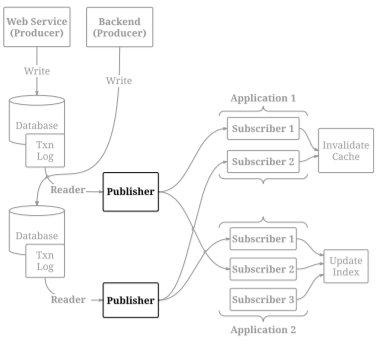 Web Service
(Producer)
Backend
(Producer)
Write
Write
Database
Txn
Log
Reader
Publisher
Database
Txn
Log
Reader
Publisher
Application 1
Subscriber 1
Subscriber 2
Invalidate
Cache
Subscriber 1
Subscriber 2
Subscriber 3
Update
Index
Application 2